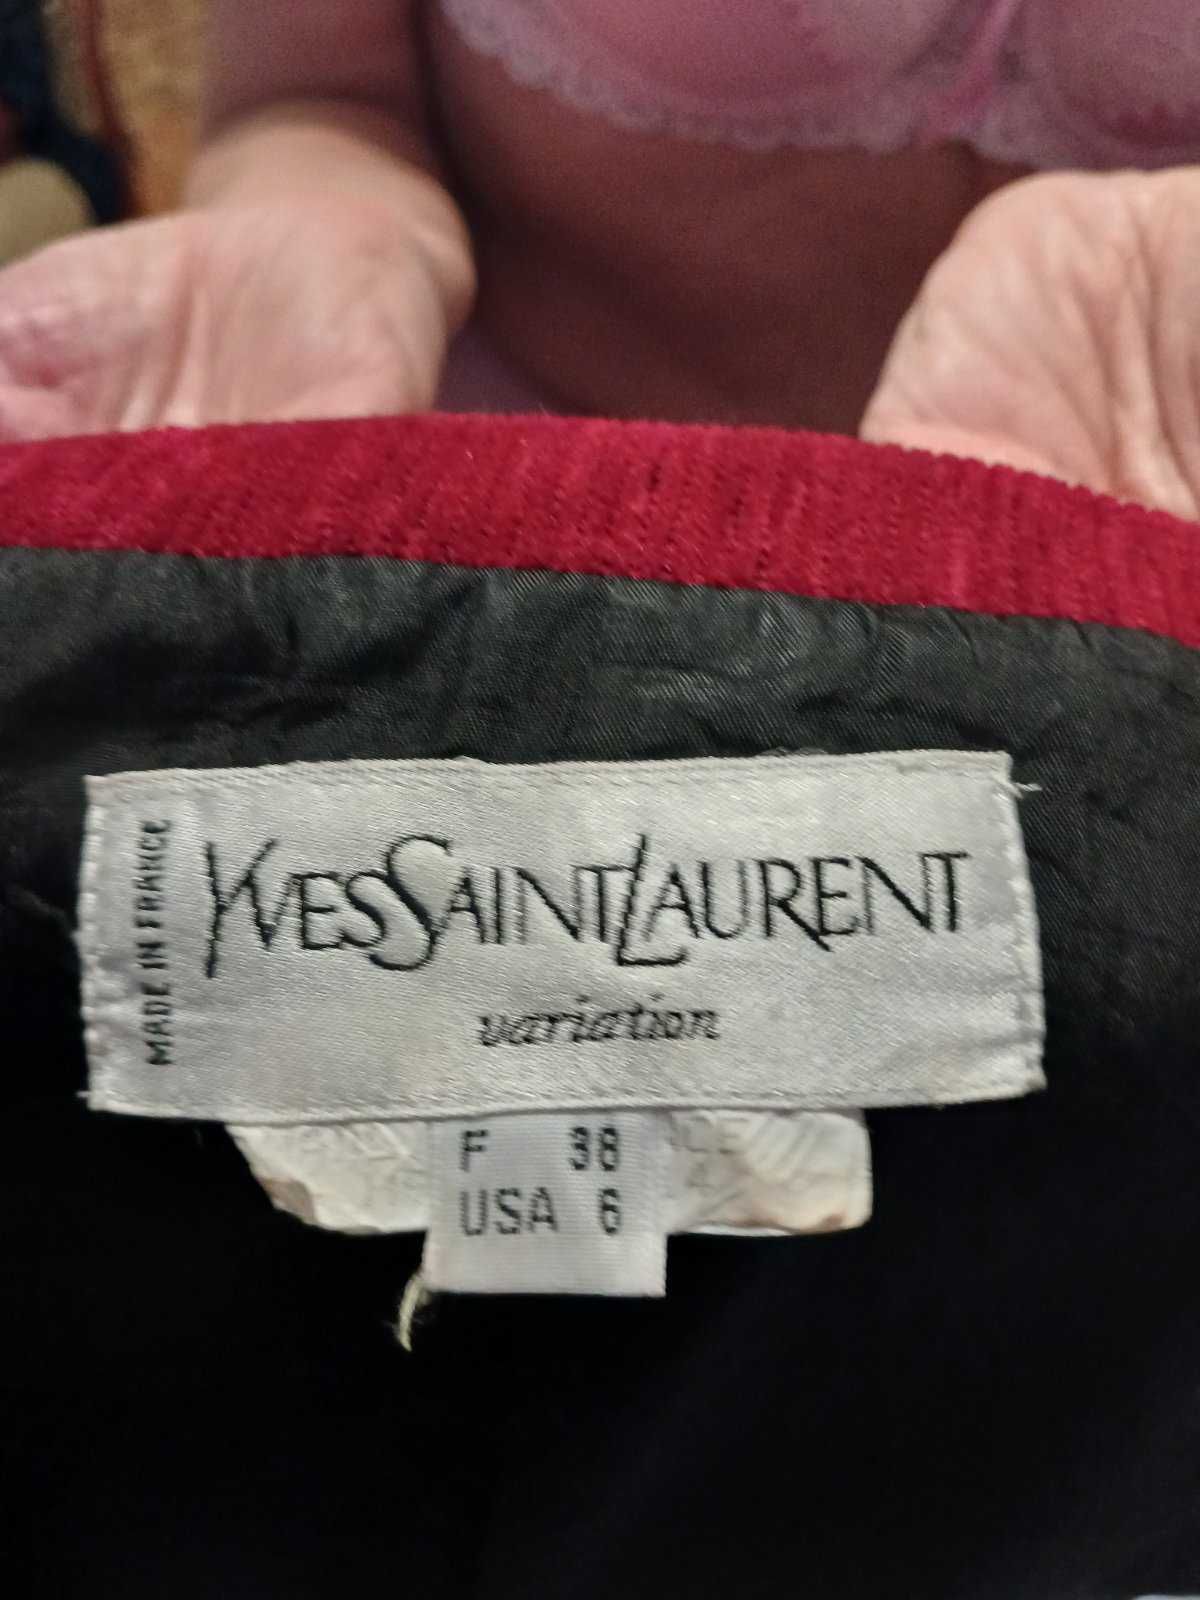 MADE IN FRANCE
YVESSAINTLAURENT
variation
F 38
USA 6